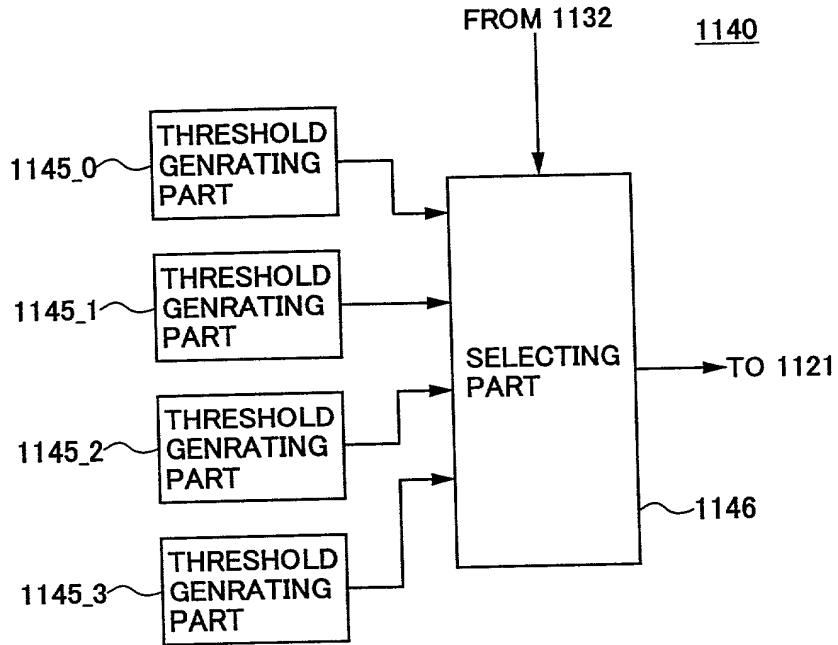 FROM 1132
1140
1145_0
THRESHOLD
GENRATING
PART
1145_1
THRESHOLD
GENRATING
PART
SELECTING
PART
TO 1121
1145_2
THRESHOLD
GENRATING
PART
1146
1145_3
THRESHOLD
GENRATING
PART